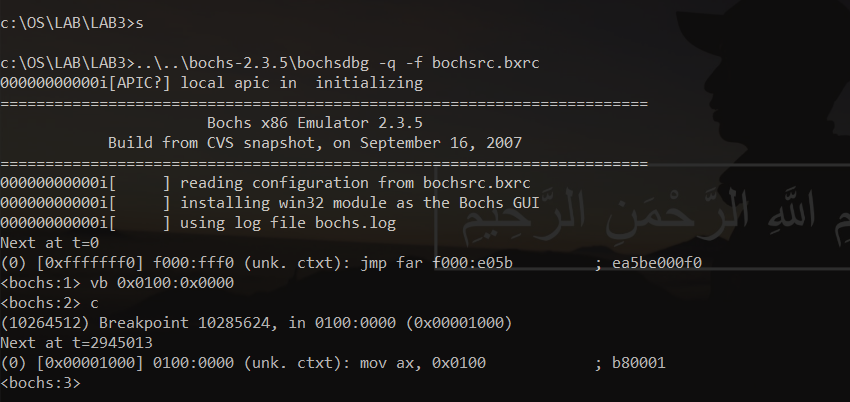 c:\OS\LAB\LAB3>s
c:\OS\LAB\LAB3>..\..\bochs-2.3.5\bochsdbg -q -f bochsrc.bxrc
00000000000i[APIC?] local apic in  initializing
========================================================================
Bochs x86 Emulator 2.3.5
Build from CVS snapshot, on September 16, 2007
========================================================================
00000000000i[     ] reading configuration from bochsrc.bxrc
00000000000i[     ] installing win32 module as the Bochs GUI
00000000000i[     ] using log file bochs.log
Next at t=0
(0) [0xfffffff0] f000:fff0 (unk. ctxt): jmp far f000:e05b         ; ea5be000f0
<bochs:1> vb 0x0100:0x0000
<bochs:2> c
(10264512) Breakpoint 10285624, in 0100:0000 (0x00001000)
Next at t=2945013
(0) [0x00001000] 0100:0000 (unk. ctxt): mov ax, 0x0100            ; b80001
<bochs:3>
اللَّهِ الرَّحْمَنِ الرَّحِيمِ